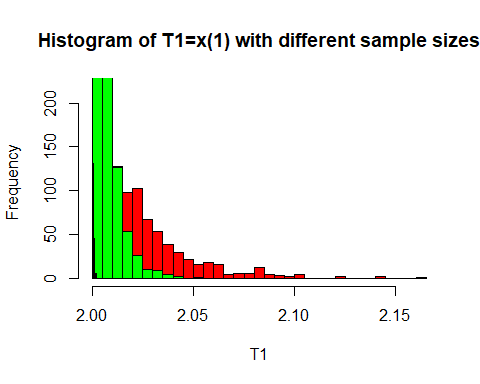 Histogram of T1=x(1) with different sample sizes
Frequency
200
150
100
50
0
2.00 2.05 2.10 2.15
T1